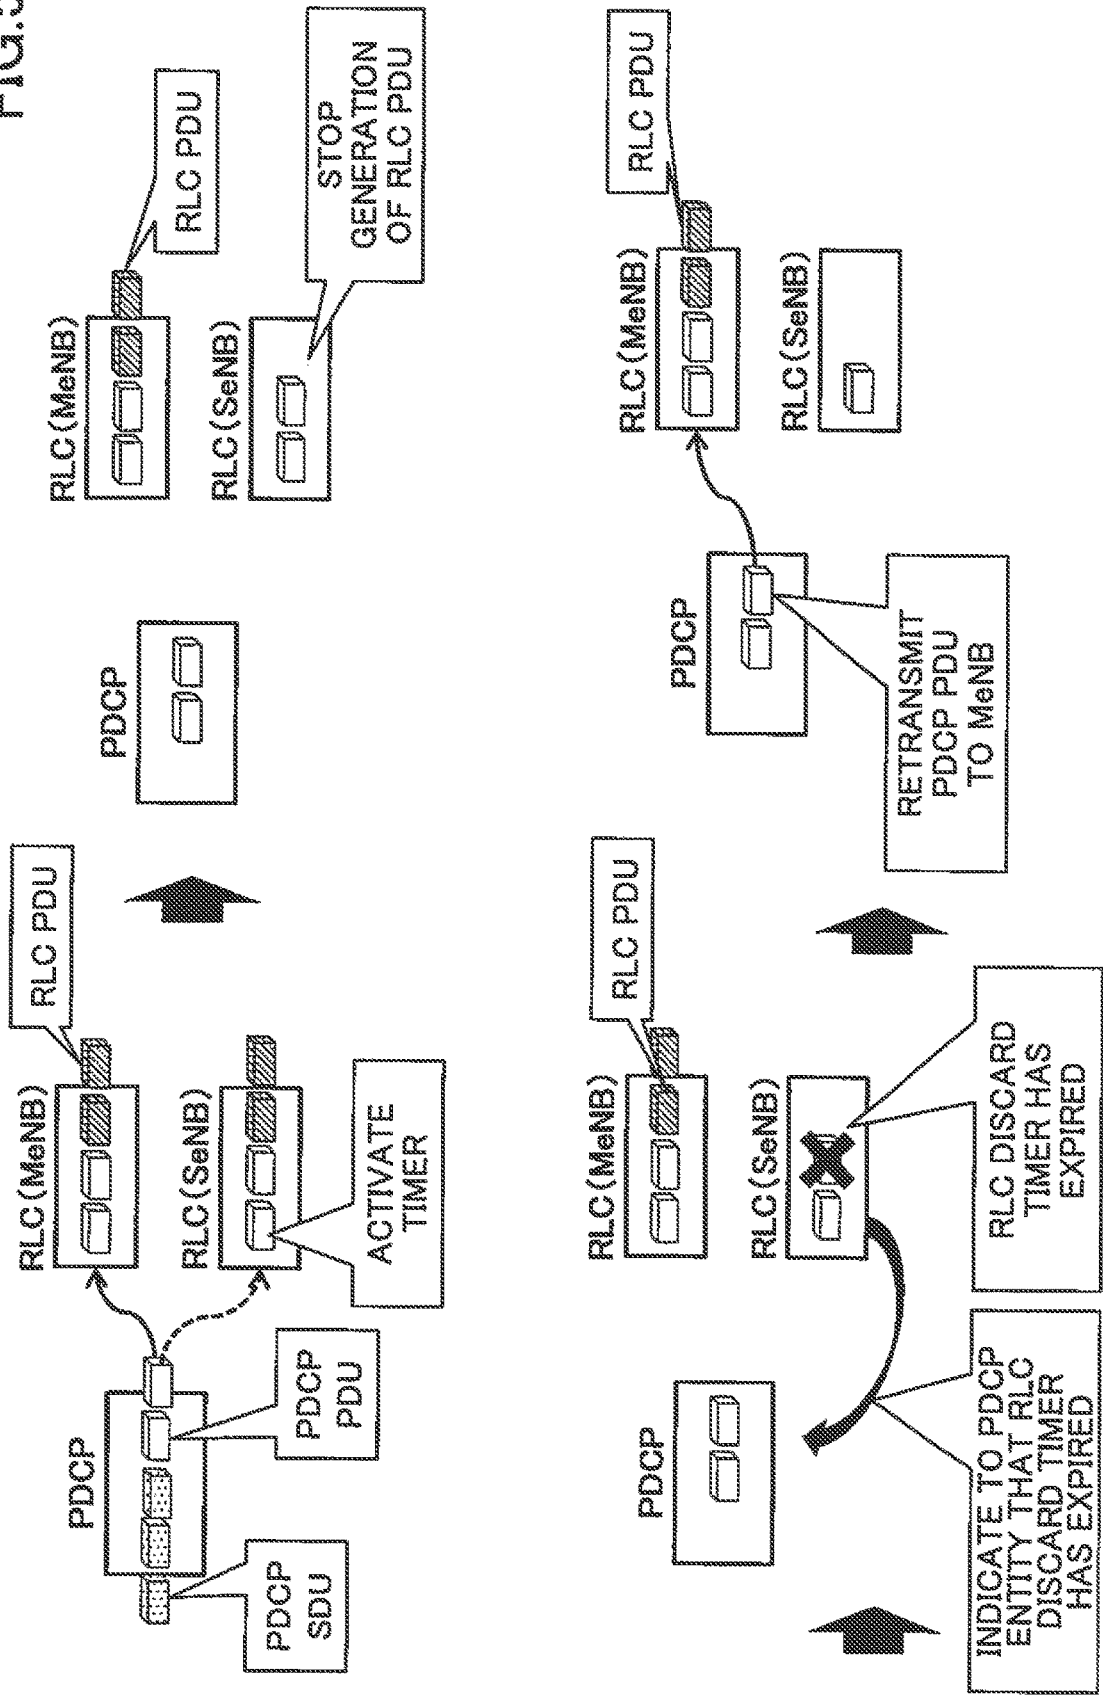 FIG.
PDCP
RLC(MeNB)
RLC PDU
RLC(SeNB)
PDCP
SDU
PDCP
PDU
ACTIVATE
TIMER
PDCP
RLC(MeNB)
RLC PDU
RLC(SeNB)
STOP
GENERATION
OF RLC PDU
PDCP
RLC(MeNB)
RLC PDU
RLC(SeNB)
INDICATE TO PDCP
ENTITY THAT RLC
DISCARD TIMER
HAS EXPIRED
RLC DISCARD
TIMER HAS
EXPIRED
PDCP
RLC(MeNB)
RLC PDU
RLC(SeNB)
RETRANSMIT
PDCP PDU
TO MeNB